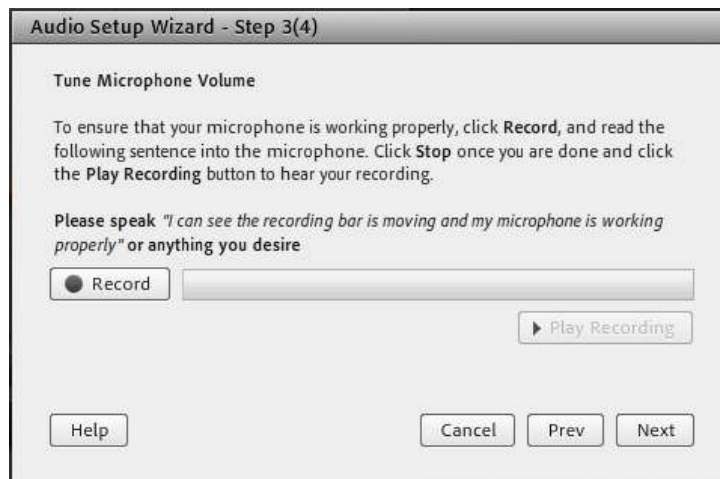 Audio Setup Wizard - Step 3(4)
Tune Microphone Volume
To ensure that your microphone is working properly, click Record, and read the
following sentence into the microphone. Click Stop once you are done and click
the Play Recording button to hear your recording.
Please speak "I can see the recording bar is moving and my microphone is working
properly" or anything you desire
Record
Play Recording
Help
Cancel
Prev
Next